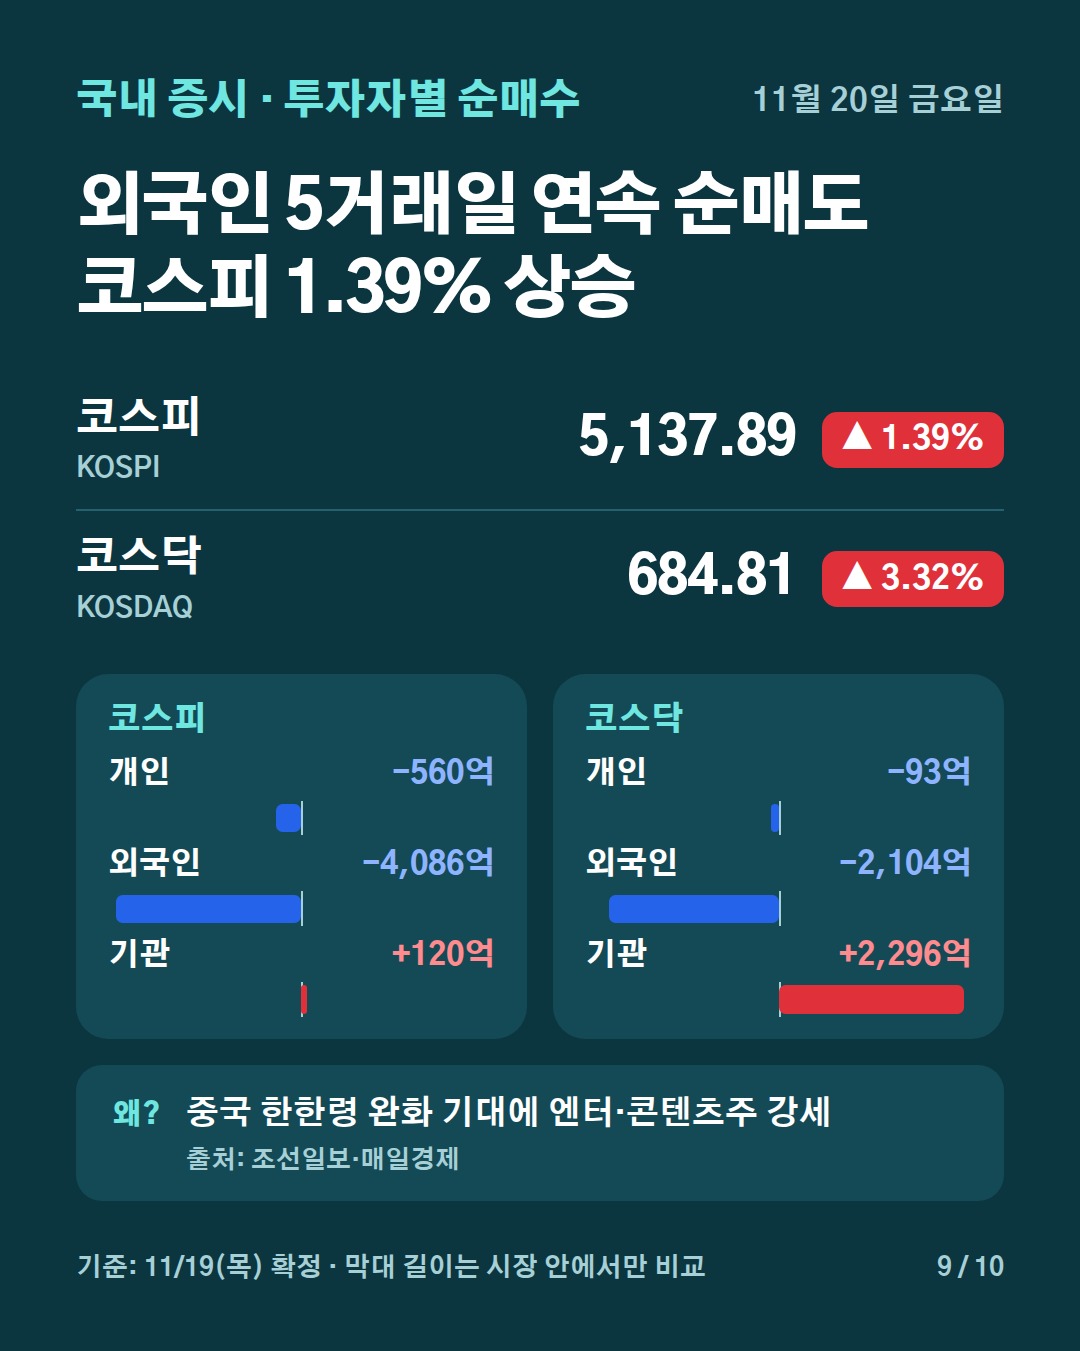 국내 증시 · 투자자별 순매수
11월 20일 금요일
외국인 5거래일 연속 순매도
코스피 1.39% 상승
코스피
KOSPI
5,137.89
▲ 1.39%
코스닥
KOSDAQ
684.81
▲ 3.32%
코스피
개인 −560억
외국인 −4,086억
기관 +120억
코스닥
개인 −93억
외국인 −2,104억
기관 +2,296억
왜? 중국 한한령 완화 기대에 엔터·콘텐츠주 강세
출처: 조선일보·매일경제
기준: 11/19(목) 확정 · 막대 길이는 시장 안에서만 비교
9 / 10